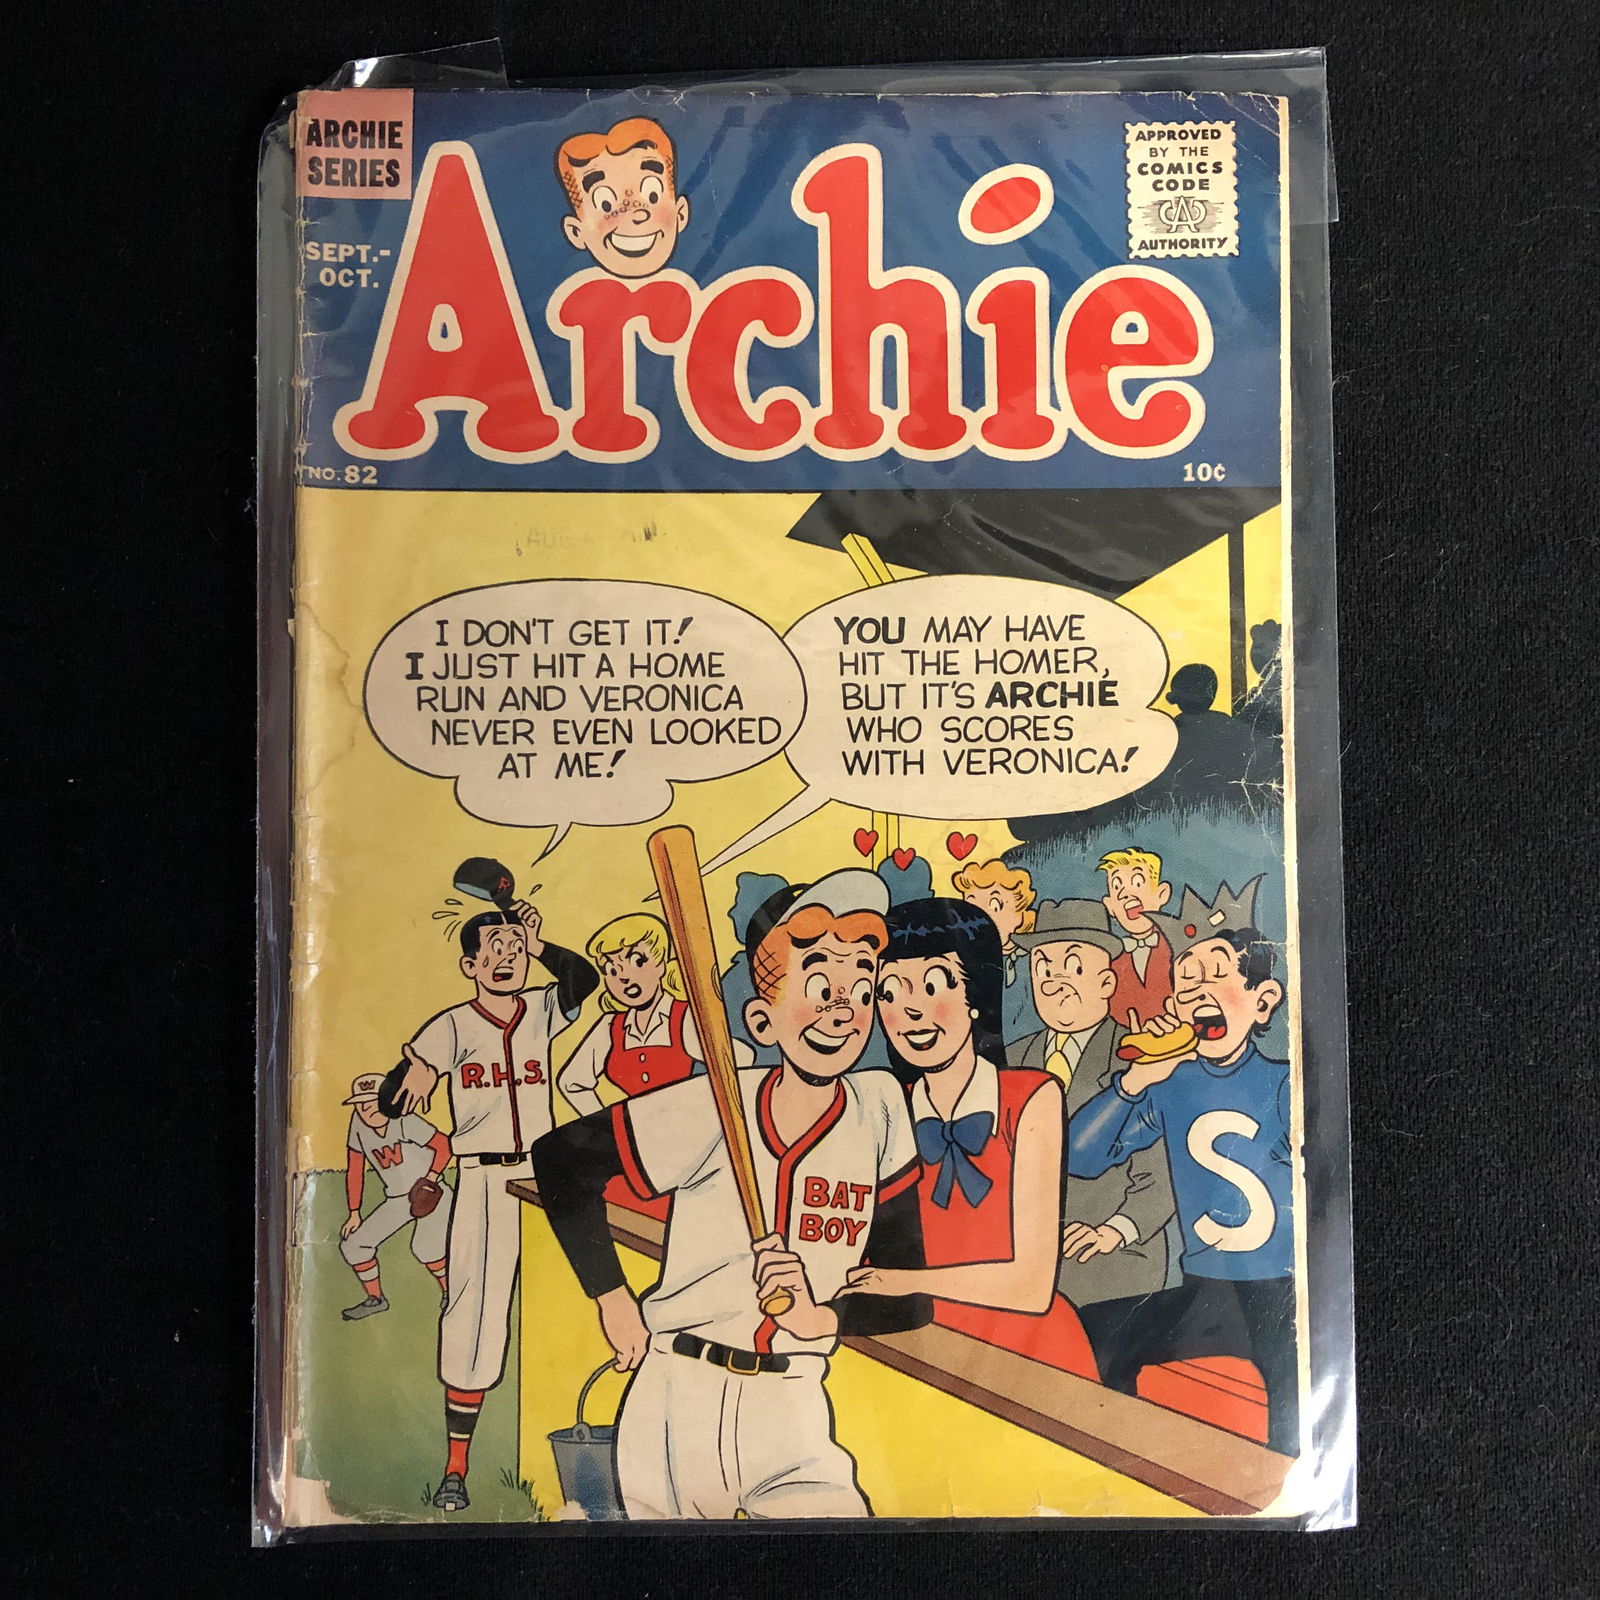 ARCHIE
SERIES
SEPT.-
OCT.
Archie
APPROVED
BY THE
COMICS
CODE
CA
AUTHORITY
NO. 82
10¢
AUG
I DON'T GET IT!
I JUST HIT A HOME
RUN AND VERONICA
NEVER EVEN LOOKED
AT ME!
YOU MAY HAVE
HIT THE HOMER,
BUT IT'S ARCHIE
WHO SCORES
WITH VERONICA!
R
R.H.S.
W
W
BAT
BOY
S